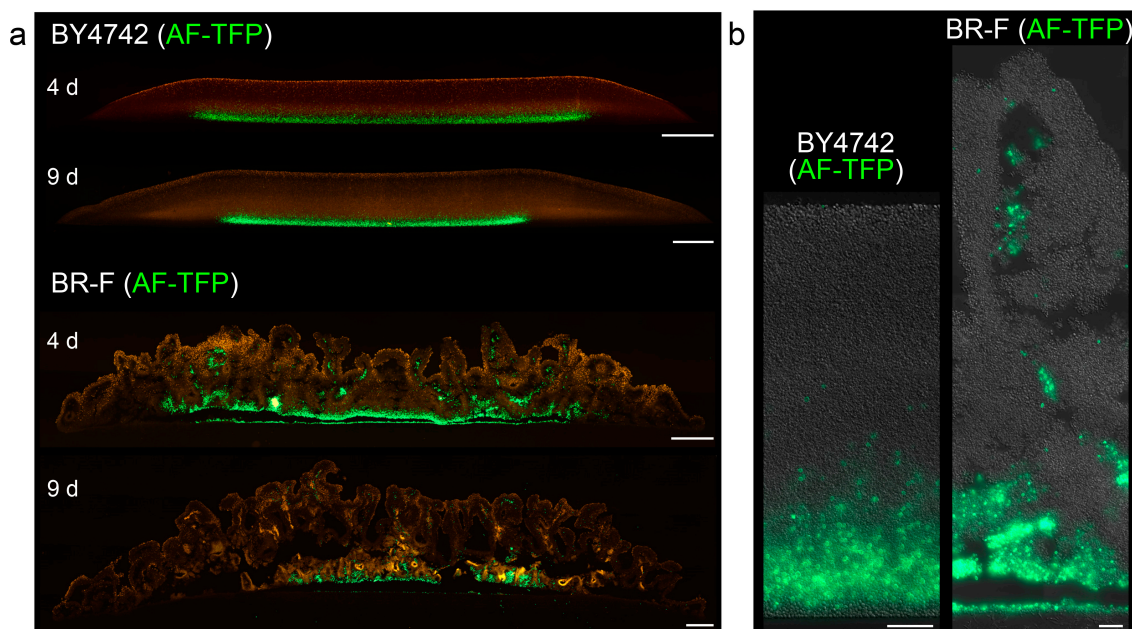 a
BY4742 (AF-TFP)
4 d
9 d
BR-F (AF-TFP)
4 d
9 d
b
BR-F (AF-TFP)
BY4742
(AF-TFP)